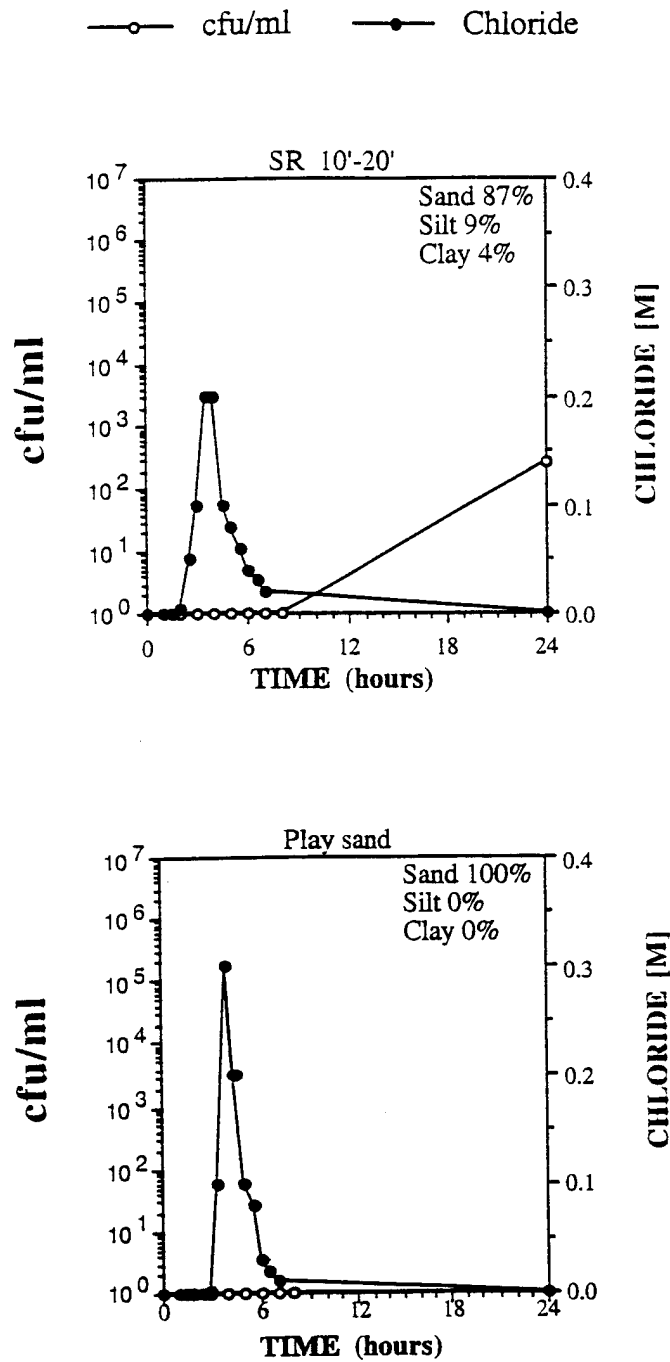 cfu/ml Chloride
SR 10'-20'
Sand 87%
Silt 9%
Clay 4%
10^7
10^6
10^5
10^4
10^3
10^2
10^1
10^0
cfu/ml
0.4
0.3
0.2
0.1
0.0
CHLORIDE [M]
0 6 12 18 24
TIME (hours)
Play sand
Sand 100%
Silt 0%
Clay 0%
10^7
10^6
10^5
10^4
10^3
10^2
10^1
10^0
cfu/ml
0.4
0.3
0.2
0.1
0.0
CHLORIDE [M]
0 6 12 18 24
TIME (hours)